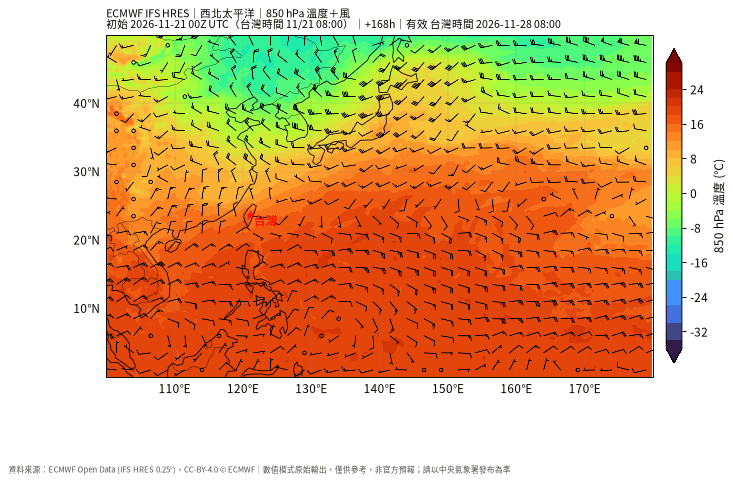 ECMWF IFS HRES｜西北太平洋｜850 hPa 溫度＋風
初始 2026-11-21 00Z UTC（台灣時間 11/21 08:00）｜+168h｜有效 台灣時間 2026-11-28 08:00
40°N
30°N
20°N
10°N
台灣
110°E 120°E 130°E 140°E 150°E 160°E 170°E
24
16
8
0
-8
-16
-24
-32
850 hPa 溫度 (°C)
資料來源：ECMWF Open Data (IFS HRES 0.25°)，CC-BY-4.0 © ECMWF｜數值模式原始輸出，僅供參考，非官方預報；請以中央氣象署發布為準